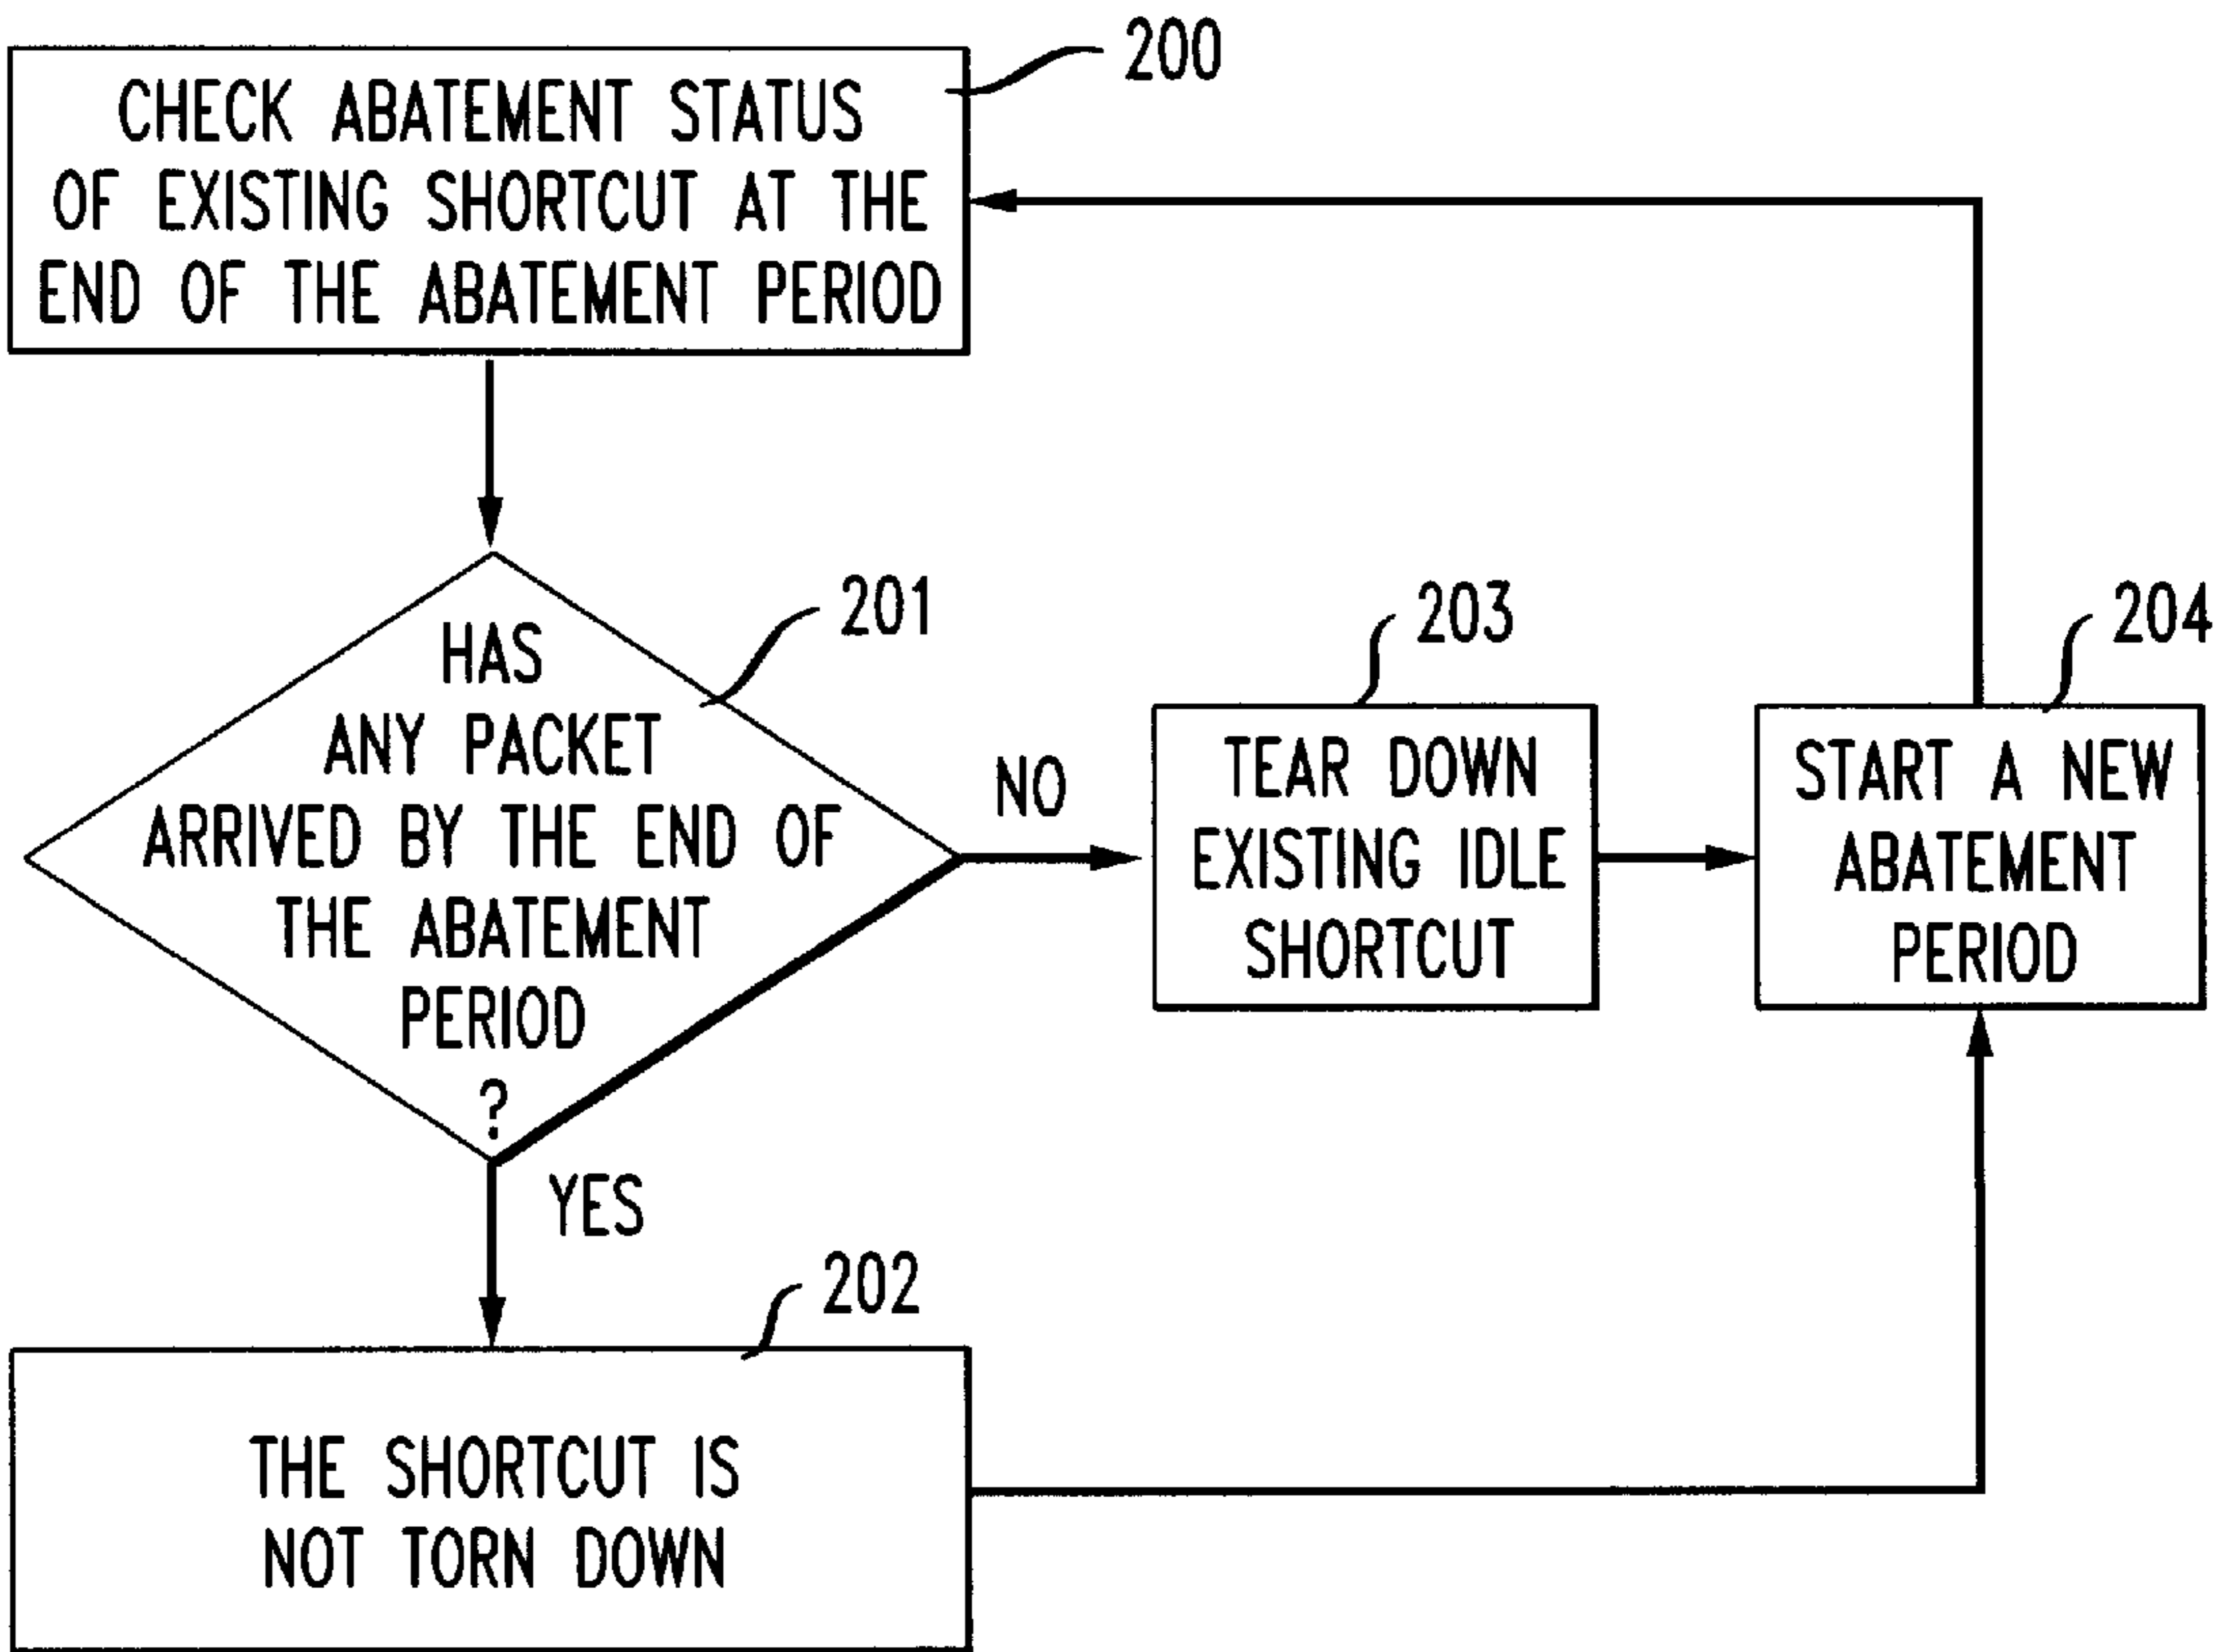 200
CHECK ABATEMENT STATUS
OF EXISTING SHORTCUT AT THE
END OF THE ABATEMENT PERIOD
201
HAS
ANY PACKET
ARRIVED BY THE END OF
THE ABATEMENT
PERIOD
?
NO
203
TEAR DOWN
EXISTING IDLE
SHORTCUT
204
START A NEW
ABATEMENT
PERIOD
YES
202
THE SHORTCUT IS
NOT TORN DOWN